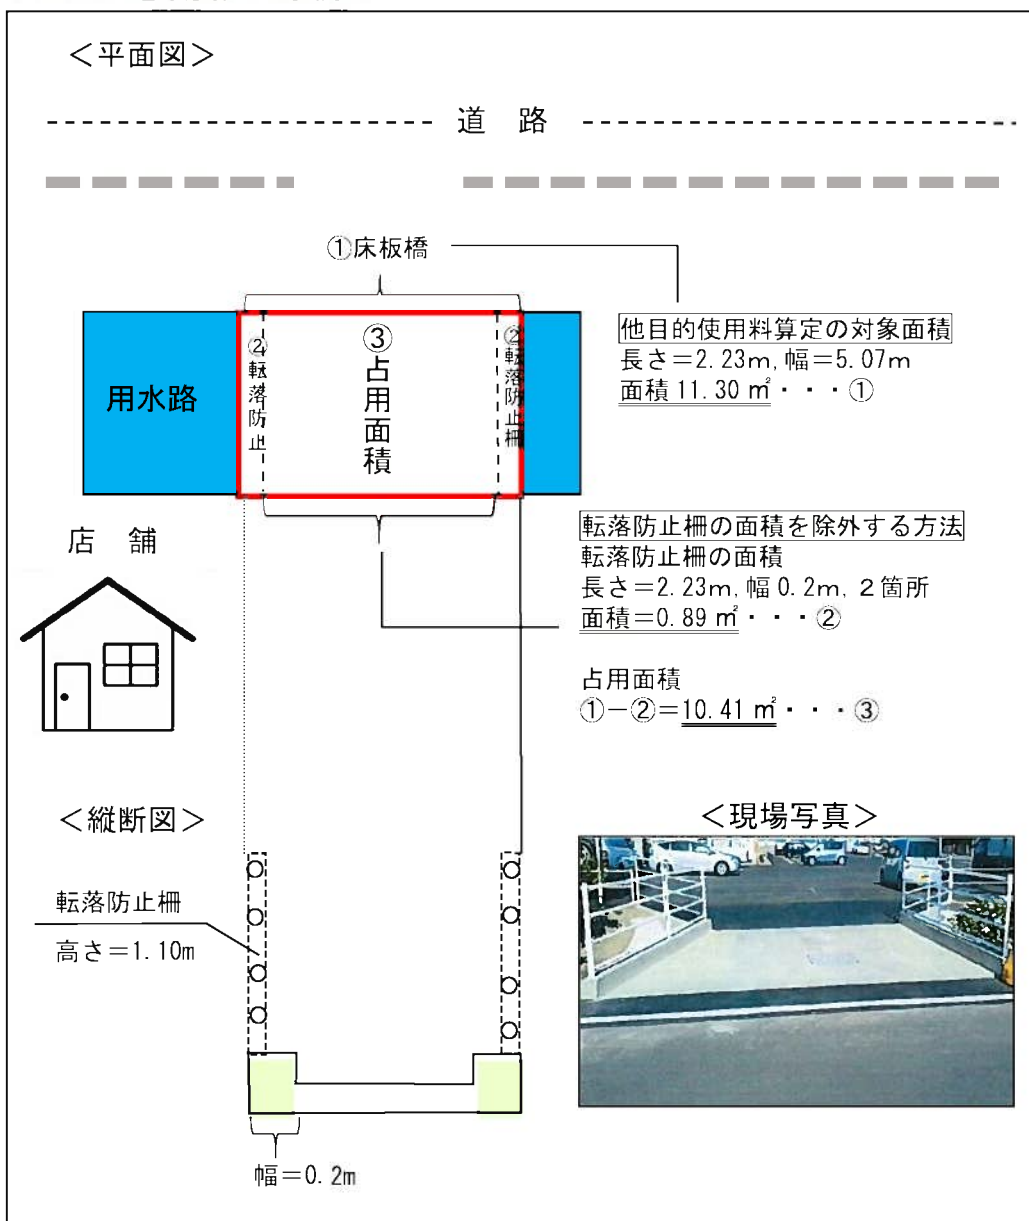 ＜平面図＞
道　路
①床板橋
他目的使用料算定の対象面積
長さ＝2.23m, 幅＝5.07m
面積 11.30 ㎡・・・①
用水路
②転落防止
③占用面積
②転落防止柵
転落防止柵の面積を除外する方法
転落防止柵の面積
長さ＝2.23m, 幅 0.2m, ２箇所
面積＝0.89 ㎡・・・②
店　舗
占用面積
①－②＝10.41 ㎡・・・③
＜縦断図＞
＜現場写真＞
転落防止柵
高さ＝1.10m
幅＝0.2m